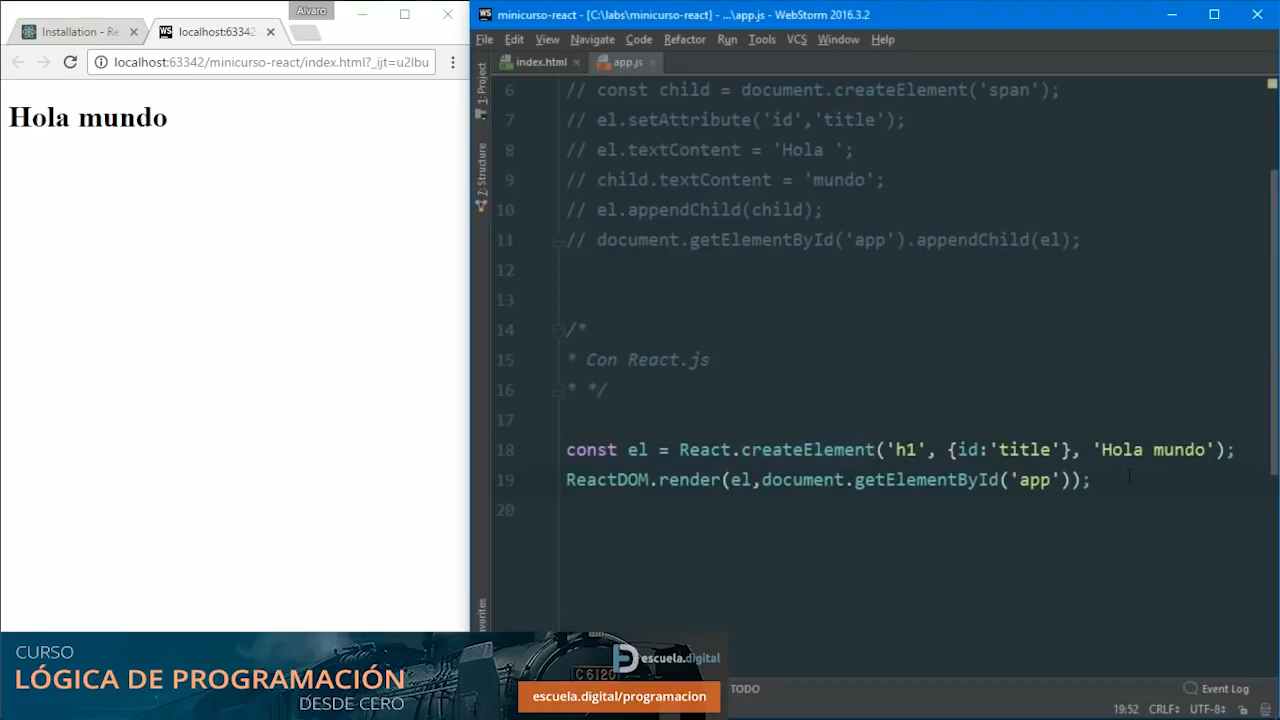 Alvaro
Installation - Re
localhost:63342
localhost:63342/minicurso-react/index.html?_ijt=u2lbu
Hola mundo
minicurso-react - [C:\labs\minicurso-react] - ...\app.js - WebStorm 2016.3.2
File Edit View Navigate Code Refactor Run Tools VCS Window Help
index.html
app.js
1: Project
7: Structure
6 // const child = document.createElement('span');
7 // el.setAttribute('id','title');
8 // el.textContent = 'Hola ';
9 // child.textContent = 'mundo';
10 // el.appendChild(child);
11 // document.getElementById('app').appendChild(el);
12
13
14 /*
15 * Con React.js
16 * */
17
18 const el = React.createElement('h1', {id:'title'}, 'Hola mundo');
19 ReactDOM.render(el,document.getElementById('app'));
20
CURSO
LÓGICA DE PROGRAMACIÓN
DESDE CERO
C 6120
escuela.digital
escuela.digital/programacion
TODO
Event Log
19:52 CRLF UTF-8